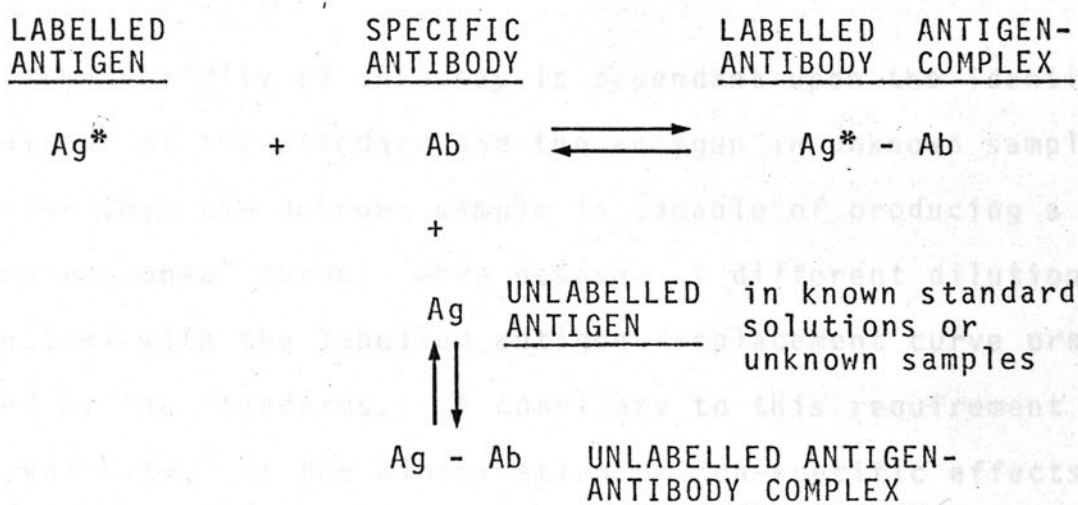 LABELLED SPECIFIC LABELLED ANTIGEN-
ANTIGEN ANTIBODY ANTIBODY COMPLEX
Ag* + Ab ⇌ Ag* - Ab
+
Ag UNLABELLED in known standard
ANTIGEN solutions or
unknown samples
Ag - Ab UNLABELLED ANTIGEN-
ANTIBODY COMPLEX